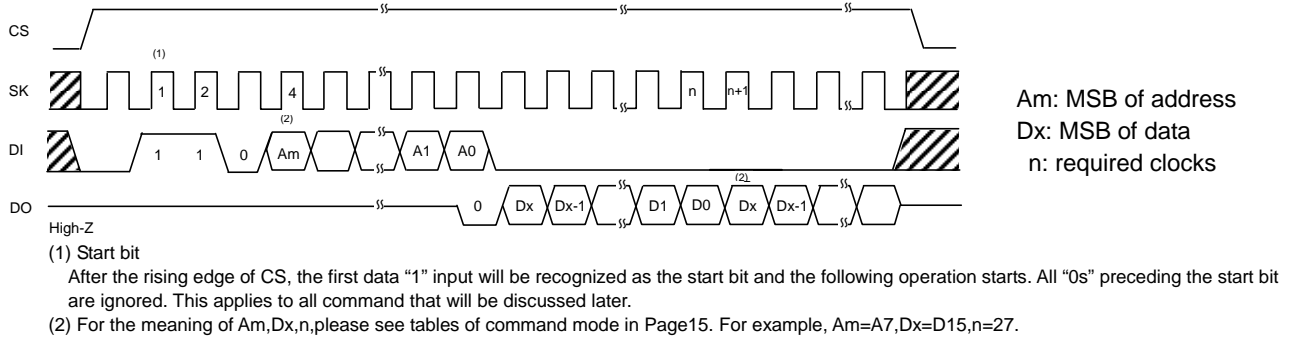 CS
(1)
SK 1 2 4 n n+1
(2)
DI 1 1 0 Am A1 A0
(2)
DO 0 Dx Dx-1 D1 D0 Dx Dx-1
High-Z
Am: MSB of address
Dx: MSB of data
n: required clocks
(1) Start bit
After the rising edge of CS, the first data “1” input will be recognized as the start bit and the following operation starts. All “0s” preceding the start bit
are ignored. This applies to all command that will be discussed later.
(2) For the meaning of Am,Dx,n,please see tables of command mode in Page15. For example, Am=A7,Dx=D15,n=27.